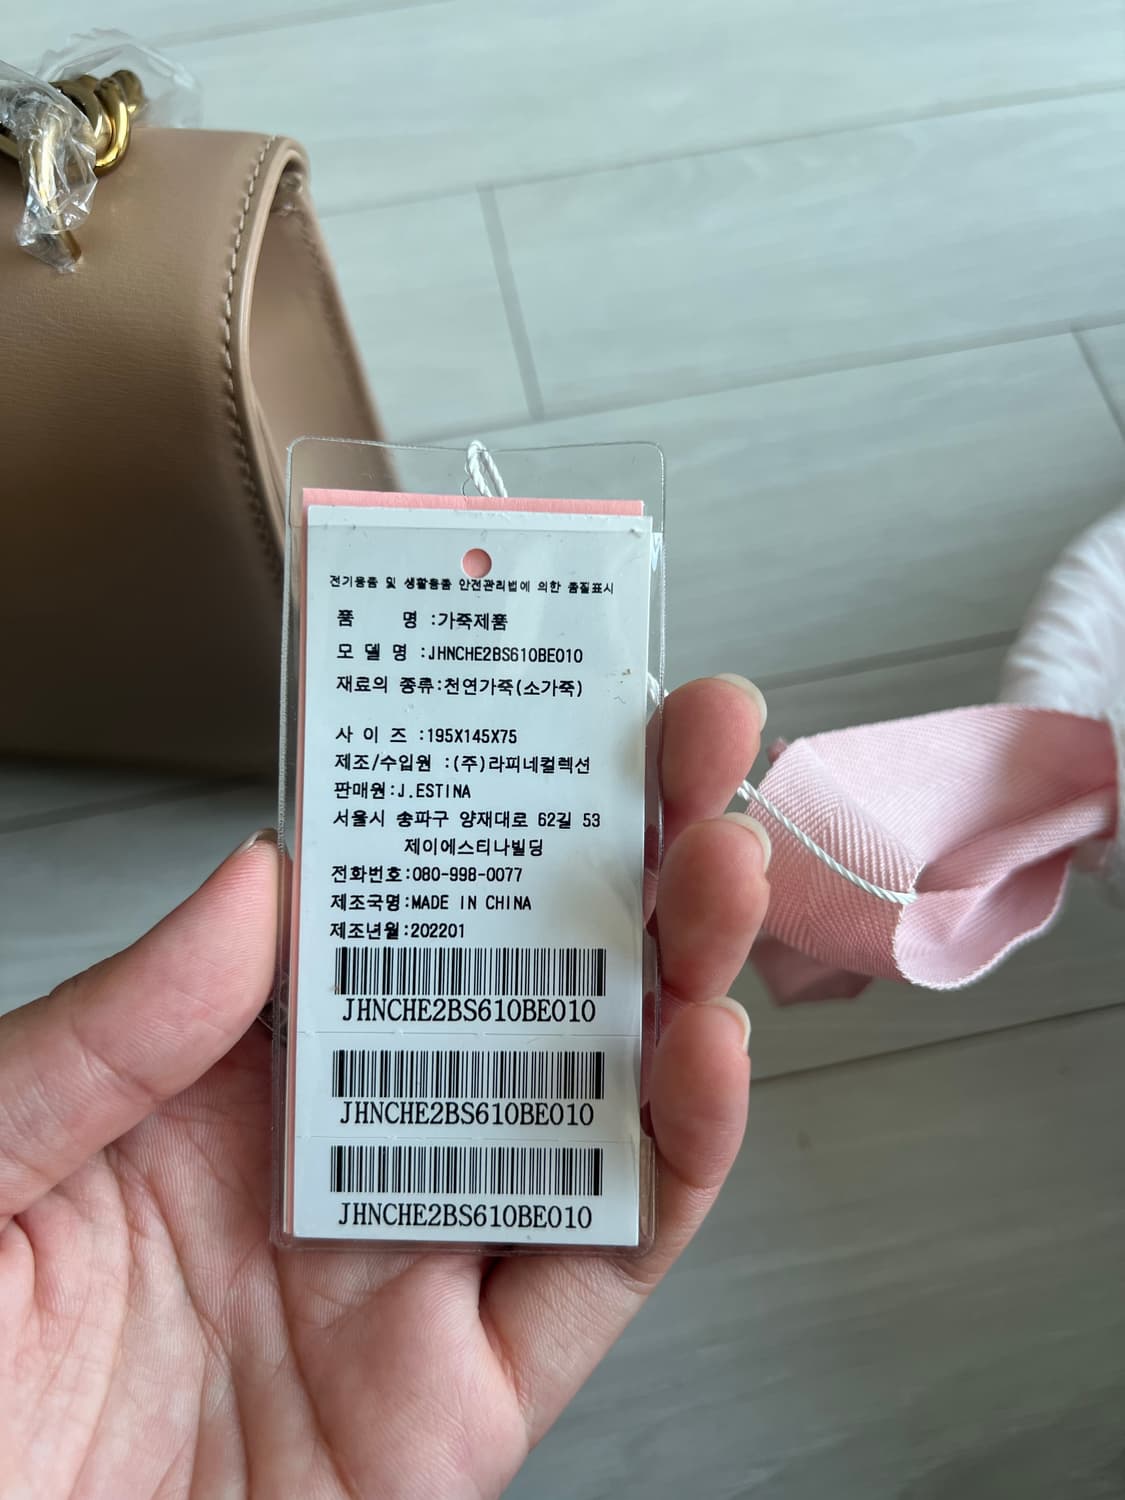 전기용품 및 생활용품 안전관리법에 의한 품질표시
품 명 :가죽제품
모 델 명 :JHNCHE2BS610BE010
재료의 종류:천연가죽(소가죽)
사 이 즈 :195X145X75
제조/수입원 :(주)라피네컬렉션
판매원:J.ESTINA
서울시 송파구 양재대로 62길 53
제이에스티나빌딩
전화번호:080-998-0077
제조국명:MADE IN CHINA
제조년월:202201
JHNCHE2BS610BE010
JHNCHE2BS610BE010
JHNCHE2BS610BE010